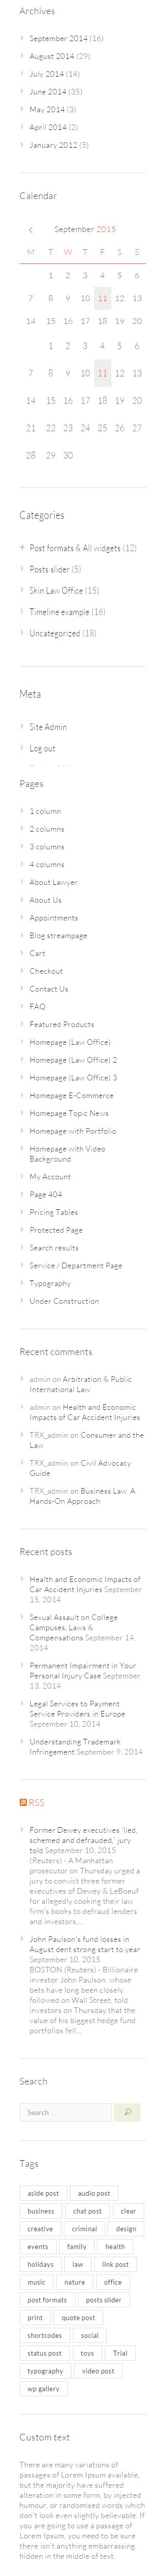 Archives
September 2014 (16)
August 2014 (29)
July 2014 (14)
June 2014 (35)
May 2014 (3)
April 2014 (2)
January 2012 (5)
Calendar
September 2015
M T W T F S S
1 2 3 4 5 6
7 8 9 10 11 12 13
14 15 16 17 18 19 20
1 2 3 4 5 6
7 8 9 10 11 12 13
14 15 16 17 18 19 20
21 22 23 24 25 26 27
28 29 30
Categories
Post formats & All widgets (12)
Posts slider (5)
Skin Law Office (15)
Timeline example (16)
Uncategorized (18)
Meta
Site Admin
Log out
Pages
1 column
2 columns
3 columns
4 columns
About Lawyer
About Us
Appointments
Blog streampage
Cart
Checkout
Contact Us
FAQ
Featured Products
Homepage (Law Office)
Homepage (Law Office) 2
Homepage (Law Office) 3
Homepage E-Commerce
Homepage Topic News
Homepage with Portfolio
Homepage with Video
Background
My Account
Page 404
Pricing Tables
Protected Page
Search results
Service / Department Page
Typography
Under Construction
Recent comments
admin on Arbitration & Public
International Law
admin on Health and Economic
Impacts of Car Accident Injuries
TRX_admin on Consumer and the
Law
TRX_admin on Civil Advocacy
Guide
TRX_admin on Business Law, A
Hands-On Approach
Recent posts
Health and Economic Impacts of
Car Accident Injuries September
15, 2014
Sexual Assault on College
Campuses: Laws &
Compensations September 14,
2014
Permanent Impairment in Your
Personal Injury Case September
13, 2014
Legal Services to Payment
Service Providers in Europe
September 10, 2014
Understanding Trademark
Infringement September 9, 2014
RSS
Former Dewey executives 'lied,
schemed and defrauded,' jury
told September 10, 2015
(Reuters) - A Manhattan
prosecutor on Thursday urged a
jury to convict three former
executives of Dewey & LeBoeuf
for allegedly cooking their law
firm's books to defraud lenders
and investors,...
John Paulson's fund losses in
August dent strong start to year
September 10, 2015
BOSTON (Reuters) - Billionaire
investor John Paulson, whose
bets have long been closely
followed on Wall Street, told
investors on Thursday that the
value of his biggest hedge fund
portfolios fell...
Search
Search …
Tags
aside post audio post
business chat post clear
creative criminal design
events family health
holidays law link post
music nature office
post formats posts slider
print quote post
shortcodes social
status post toys Trial
typography video post
wp gallery
Custom text
There are many variations of
passages of Lorem Ipsum available,
but the majority have suffered
alteration in some form, by injected
humour, or randomised words which
don't look even slightly believable. If
you are going to use a passage of
Lorem Ipsum, you need to be sure
there isn't anything embarrassing
hidden in the middle of text.